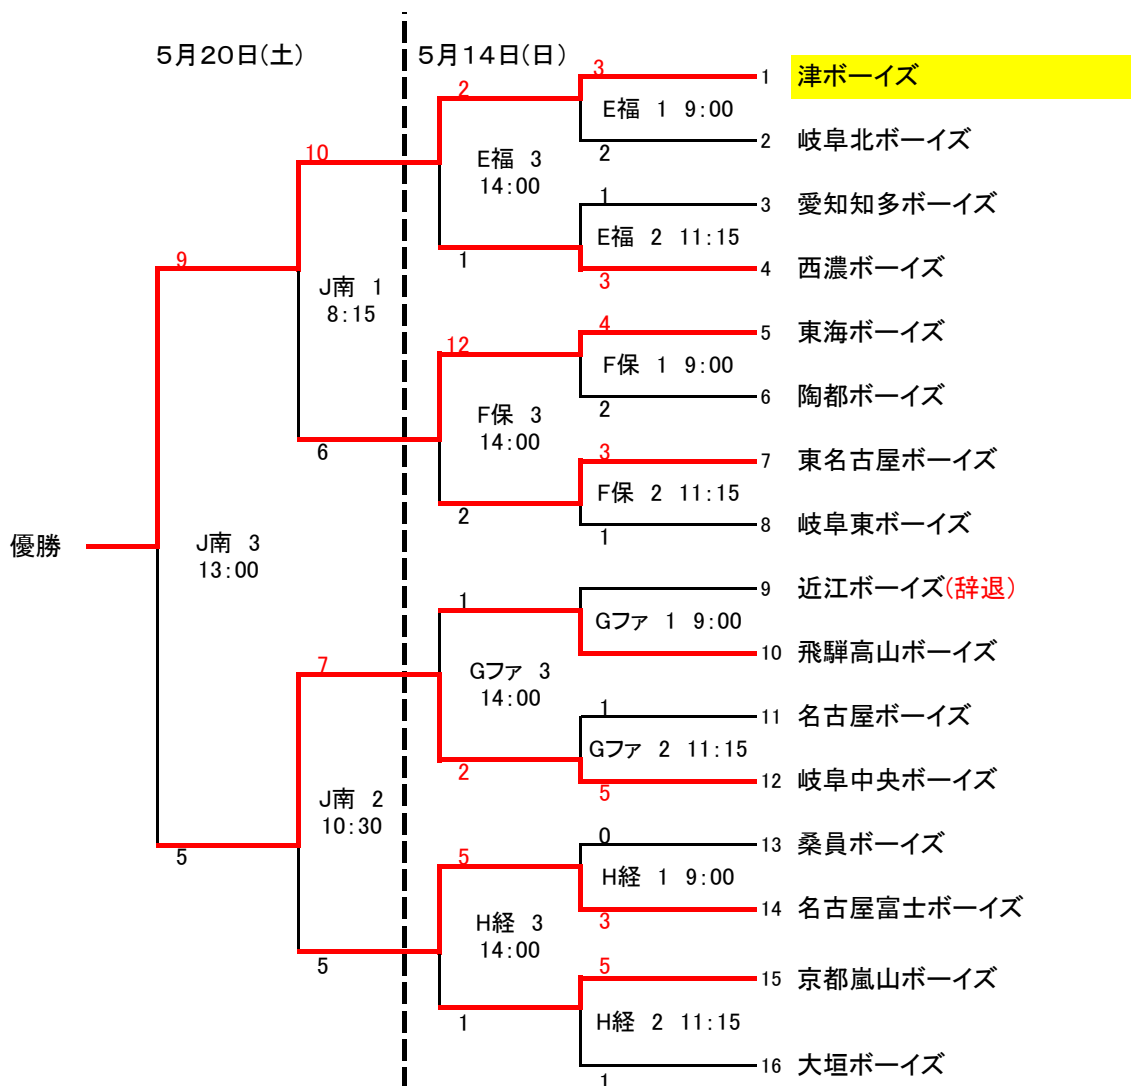 5月20日(土)
5月14日(日)
3
1 津ボーイズ
2
E福 1 9:00
2 岐阜北ボーイズ
2
10
E福 3
14:00
1
3 愛知知多ボーイズ
E福 2 11:15
9
1
4 西濃ボーイズ
3
J南 1
8:15
4
5 東海ボーイズ
12
F保 1 9:00
6 陶都ボーイズ
2
F保 3
14:00
6
3
7 東名古屋ボーイズ
F保 2 11:15
2
8 岐阜東ボーイズ
1
優勝
J南 3
13:00
9 近江ボーイズ(辞退)
1
Gファ 1 9:00
10 飛騨高山ボーイズ
7
Gファ 3
14:00
1
11 名古屋ボーイズ
Gファ 2 11:15
2
12 岐阜中央ボーイズ
5
J南 2
10:30
0
13 桑員ボーイズ
5
5
H経 1 9:00
14 名古屋富士ボーイズ
3
H経 3
14:00
5
5
15 京都嵐山ボーイズ
1
H経 2 11:15
16 大垣ボーイズ
1